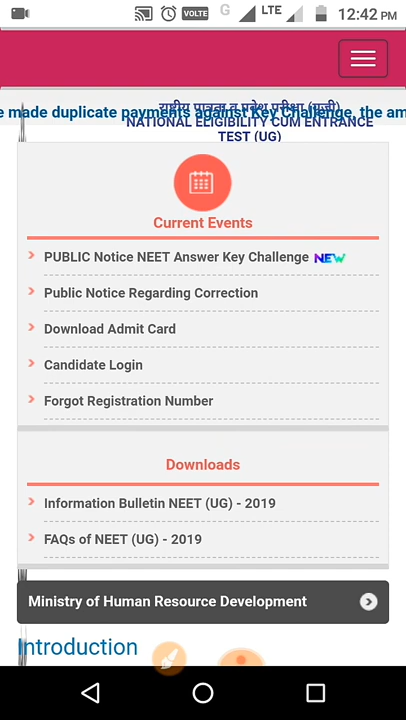 VOLTE G LTE 12:42 PM
e made duplicate payments against Key Challenge, the am
राष्ट्रीय पात्रता
NATIONAL ELIGIBILITY CUM ENTRANCE
TEST (UG)
Current Events
PUBLIC Notice NEET Answer Key Challenge NEW
Public Notice Regarding Correction
Download Admit Card
Candidate Login
Forgot Registration Number
Downloads
Information Bulletin NEET (UG) - 2019
FAQs of NEET (UG) - 2019
Ministry of Human Resource Development
Introduction